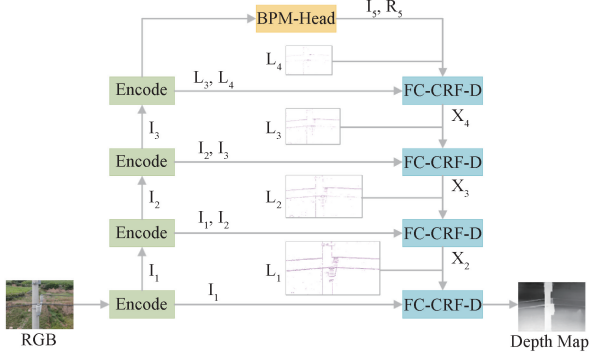 BPM-Head
I₅, R₅
L₄
Encode
L₃, L₄
FC-CRF-D
I₃
L₃
X₄
Encode
I₂, I₃
FC-CRF-D
I₂
L₂
X₃
Encode
I₁, I₂
FC-CRF-D
I₁
L₁
X₂
Encode
I₁
FC-CRF-D
RGB
Depth Map